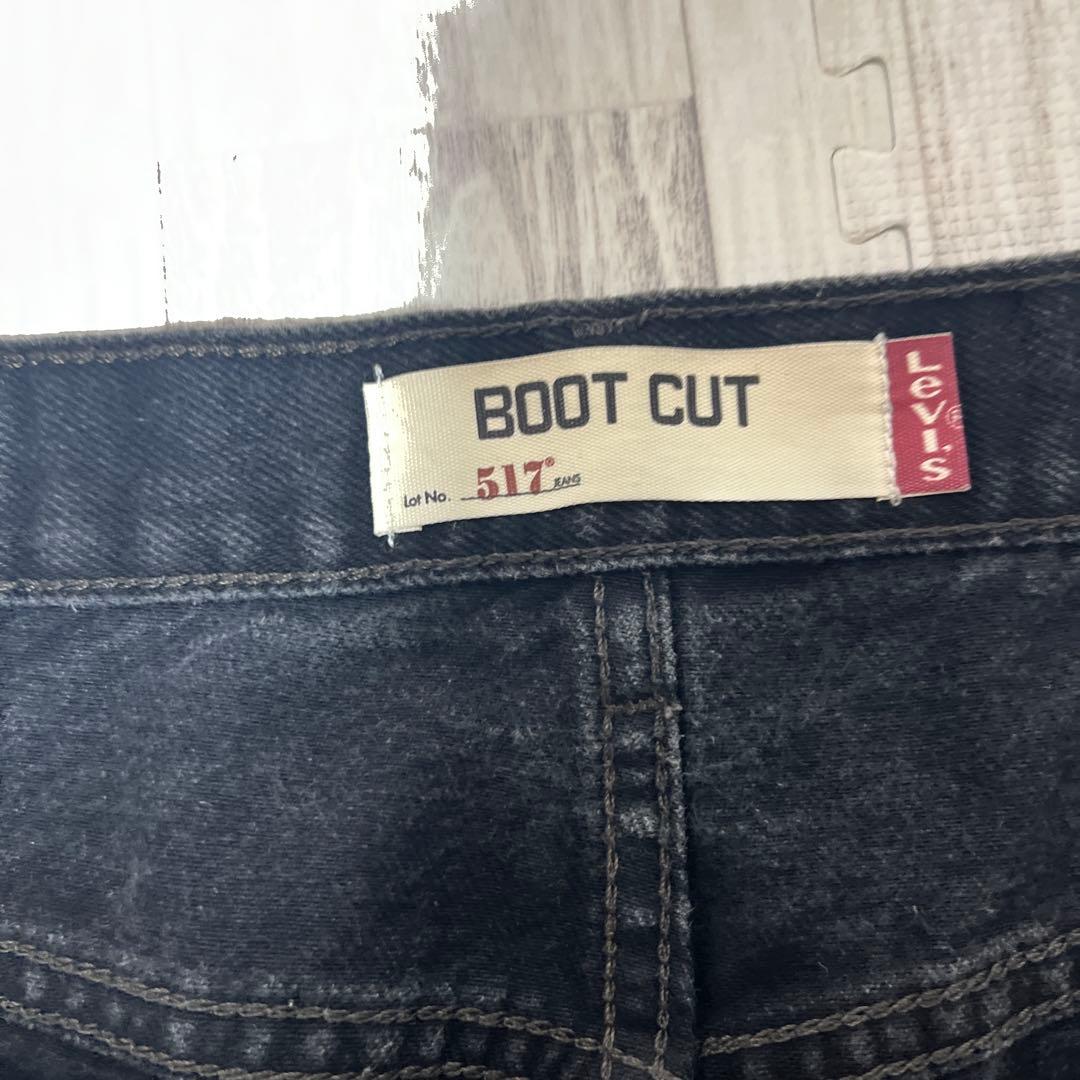 BOOT CUT
Lot No. 517® JEANS
LeVI'S ®